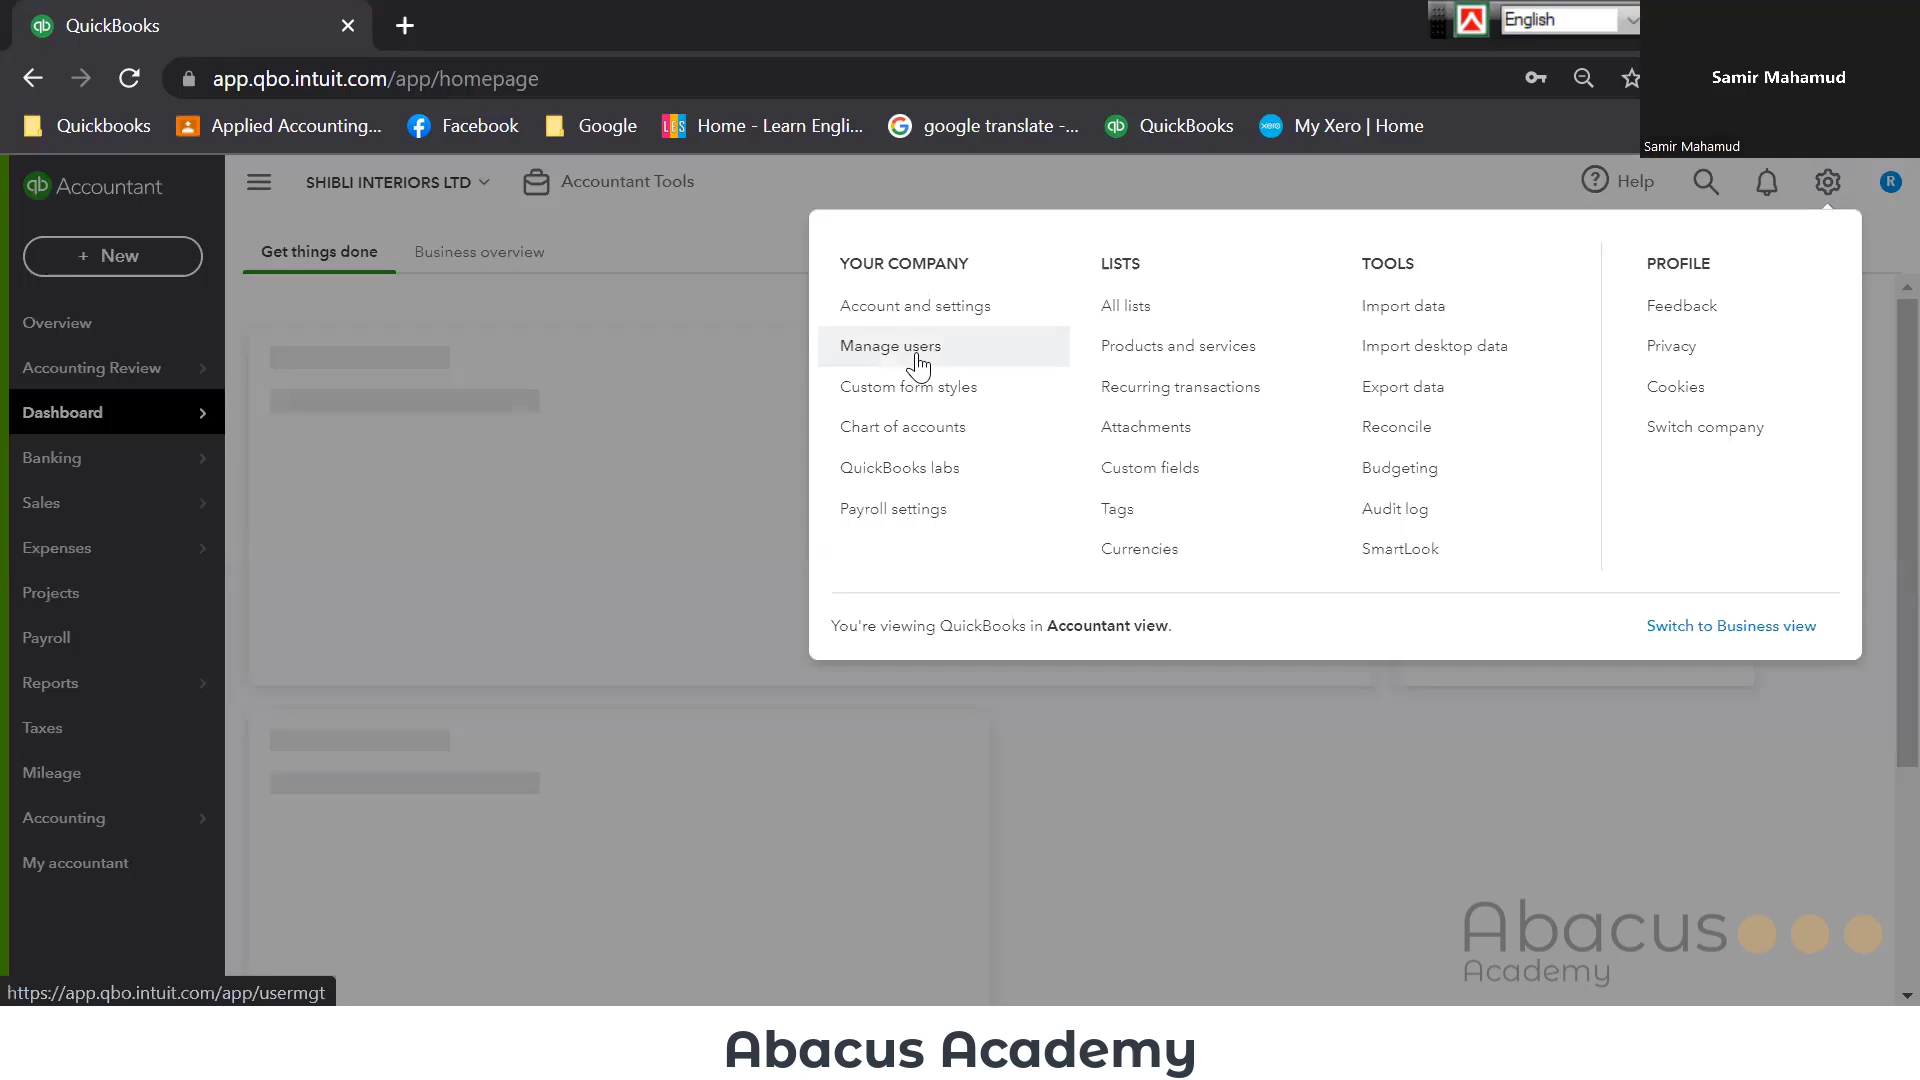 QuickBooks
English
Samir Mahamud
app.qbo.intuit.com/app/homepage
Samir Mahamud
Quickbooks
Applied Accounting...
Facebook
Google
LES
Home - Learn Engli...
google translate -...
QuickBooks
xero
My Xero | Home
qb Accountant
SHIBLI INTERIORS LTD
Accountant Tools
Help
R
+ New
Get things done
Business overview
Overview
Accounting Review
Dashboard
Banking
Sales
Expenses
Projects
Payroll
Reports
Taxes
Mileage
Accounting
My accountant
YOUR COMPANY
Account and settings
Manage users
Custom form styles
Chart of accounts
QuickBooks labs
Payroll settings
LISTS
All lists
Products and services
Recurring transactions
Attachments
Custom fields
Tags
Currencies
TOOLS
Import data
Import desktop data
Export data
Reconcile
Budgeting
Audit log
SmartLook
PROFILE
Feedback
Privacy
Cookies
Switch company
You're viewing QuickBooks in Accountant view.
Switch to Business view
Abacus
Academy
https://app.qbo.intuit.com/app/usermgt
Abacus Academy